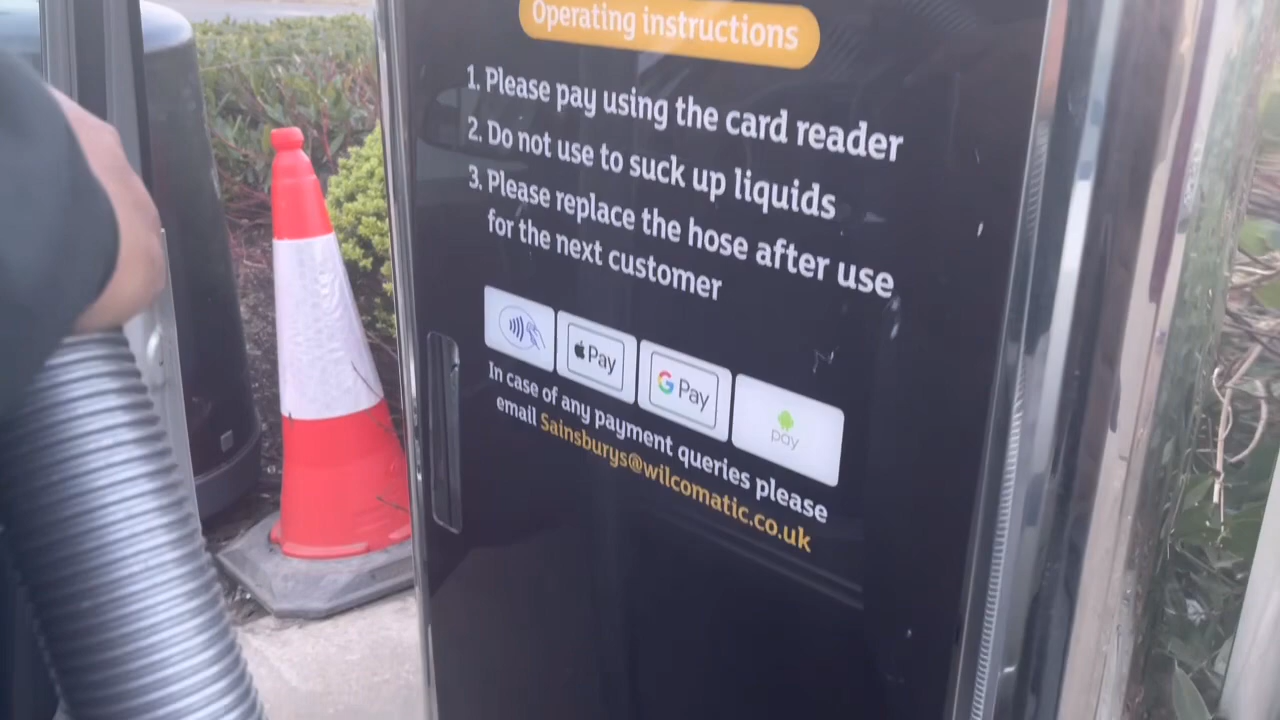 Operating instructions
1. Please pay using the card reader
2. Do not use to suck up liquids
3. Please replace the hose after use
for the next customer
Pay
G Pay
pay
In case of any payment queries please
email Sainsburys@wilcomatic.co.uk